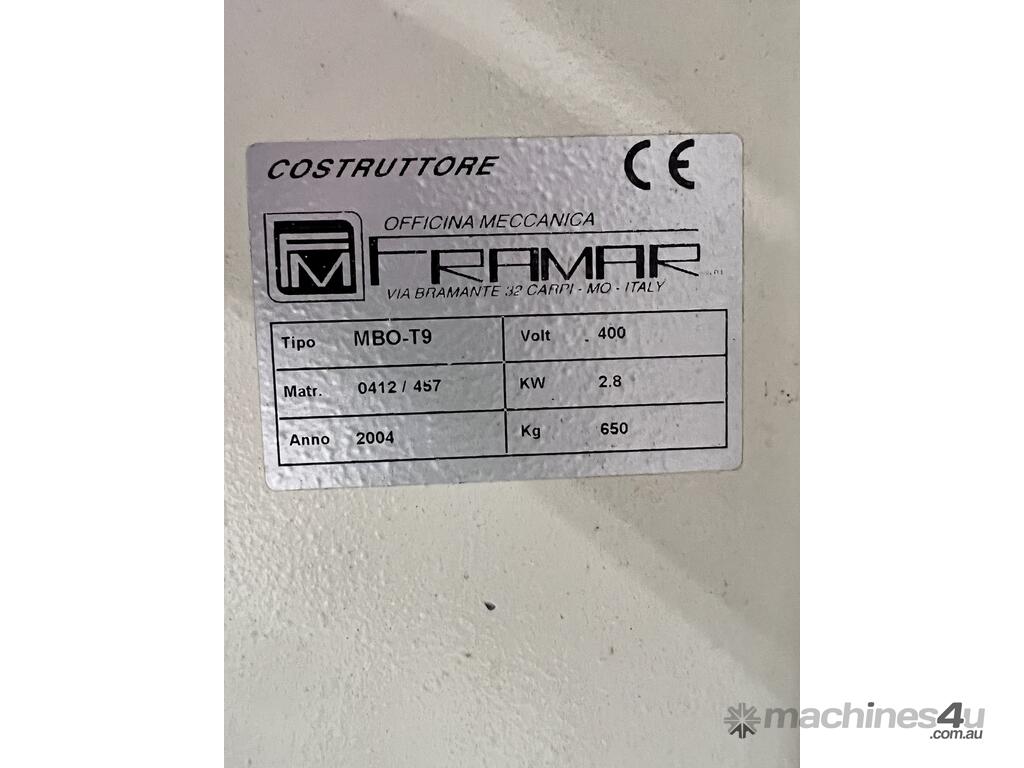 COSTRUTTORE CE
OFFICINA MECCANICA
FM FRAMAR
VIA BRAMANTE 32 CARPI - MO - ITALY
Tipo MBO-T9 Volt 400
Matr. 0412 / 457 KW 2.8
Anno 2004 Kg 650
machines4u
.com.au